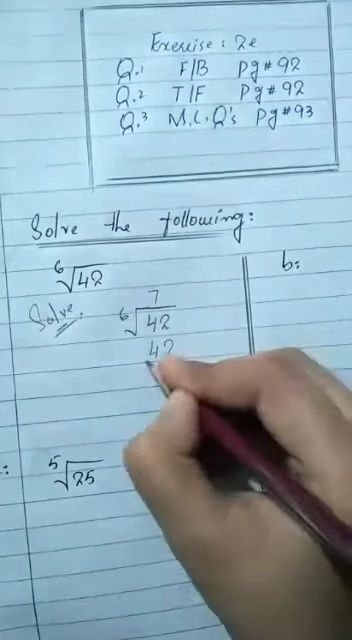 Exercise: 2e
Q.1 F/B Pg# 92
Q.2 T/F Pg# 92
Q.3 M.C.Q's Pg# 93
Solve the following:
6√42
b:
Solve
7
6√42
42
5√25